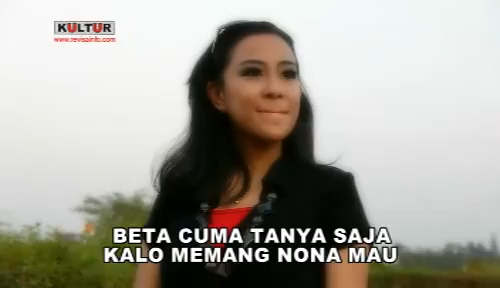 KULTUR
www.revisainfo.com
BETA CUMA TANYA SAJA
KALO MEMANG NONA MAU